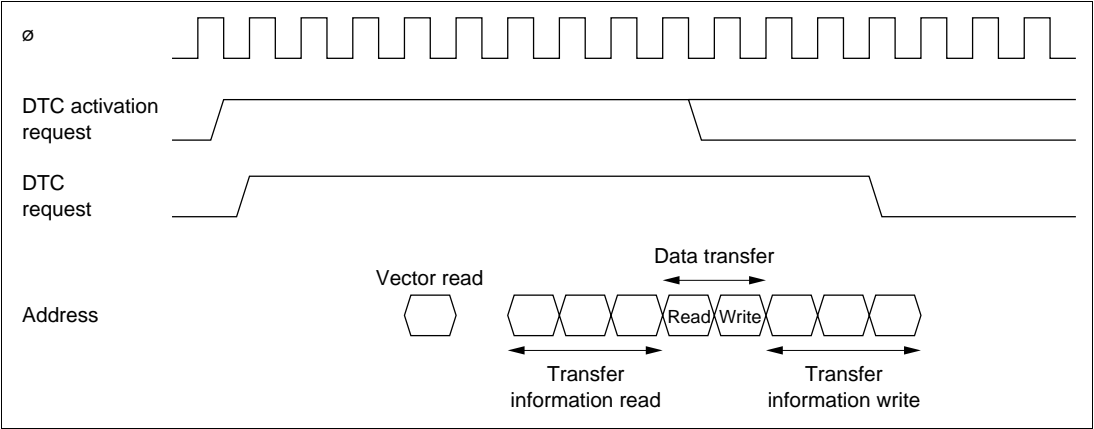 ø
DTC activation
request
DTC
request
Data transfer
Vector read
Address
Read
Write
Transfer
information read
Transfer
information write